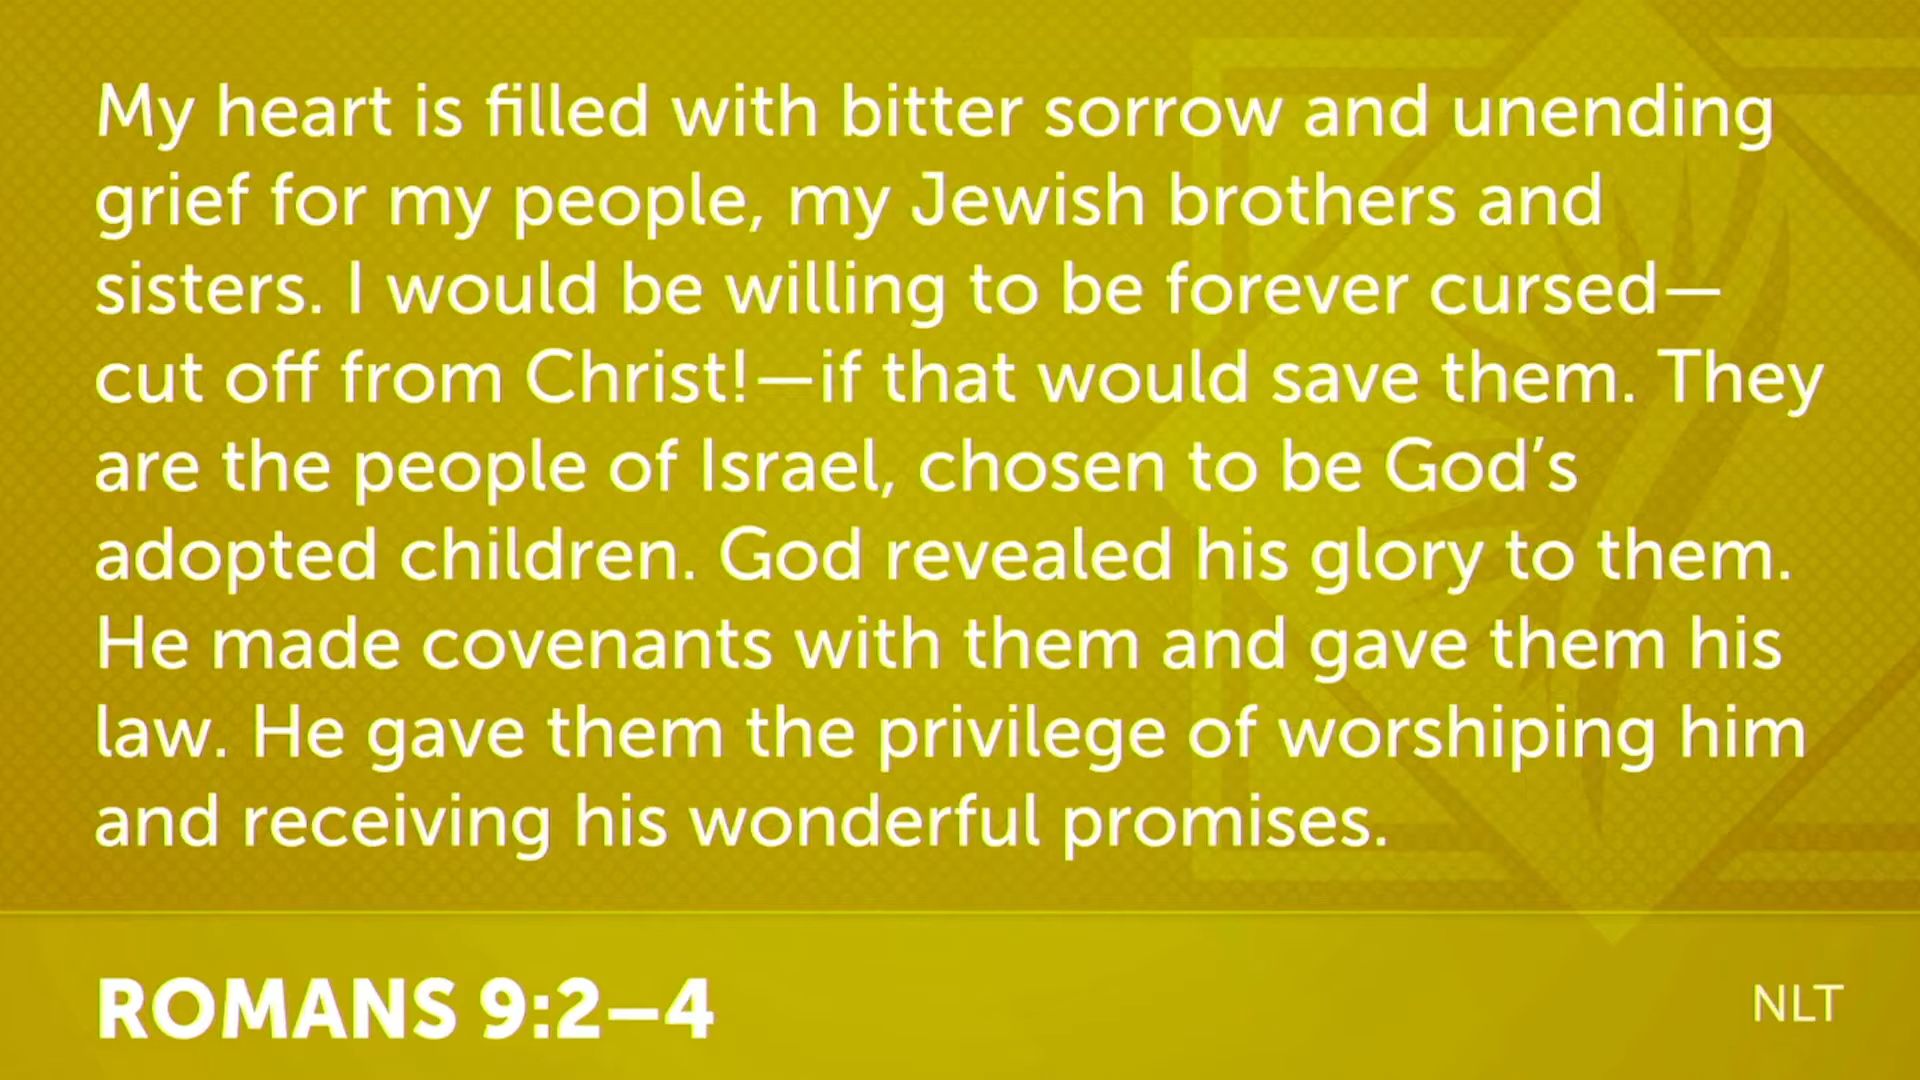 My heart is filled with bitter sorrow and unending
grief for my people, my Jewish brothers and
sisters. I would be willing to be forever cursed—
cut off from Christ!—if that would save them. They
are the people of Israel, chosen to be God’s
adopted children. God revealed his glory to them.
He made covenants with them and gave them his
law. He gave them the privilege of worshiping him
and receiving his wonderful promises.
ROMANS 9:2–4
NLT